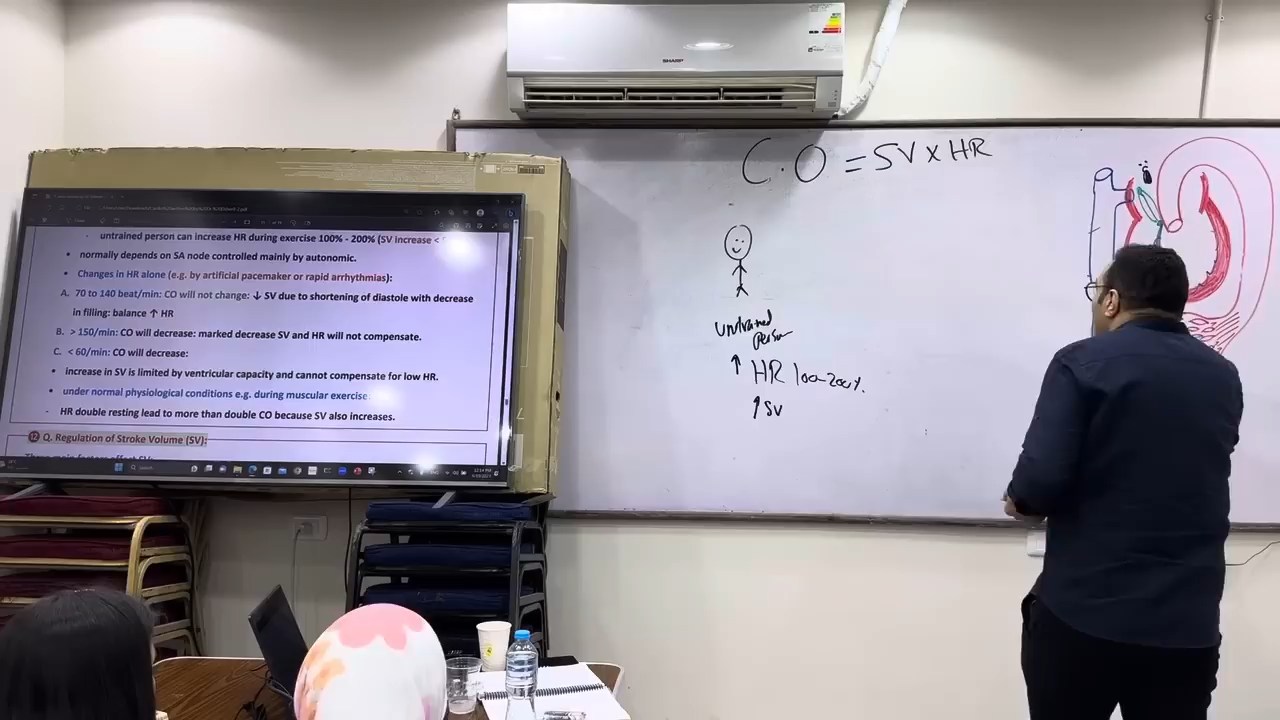 SHARP
C.O = SV x HR
untrained
person
↑ HR 100-200%.
↑ SV
untrained person can increase HR during exercise 100% - 200% (SV increase <
• normally depends on SA node controlled mainly by autonomic.
• Changes in HR alone (e.g. by artificial pacemaker or rapid arrhythmias):
A. 70 to 140 beat/min: CO will not change: ↓ SV due to shortening of diastole with decrease
in filling: balance ↑ HR
B. > 150/min: CO will decrease: marked decrease SV and HR will not compensate.
C. < 60/min: CO will decrease:
• increase in SV is limited by ventricular capacity and cannot compensate for low HR.
• under normal physiological conditions e.g. during muscular exercise
- HR double resting lead to more than double CO because SV also increases.
12 Q. Regulation of Stroke Volume (SV):
Search